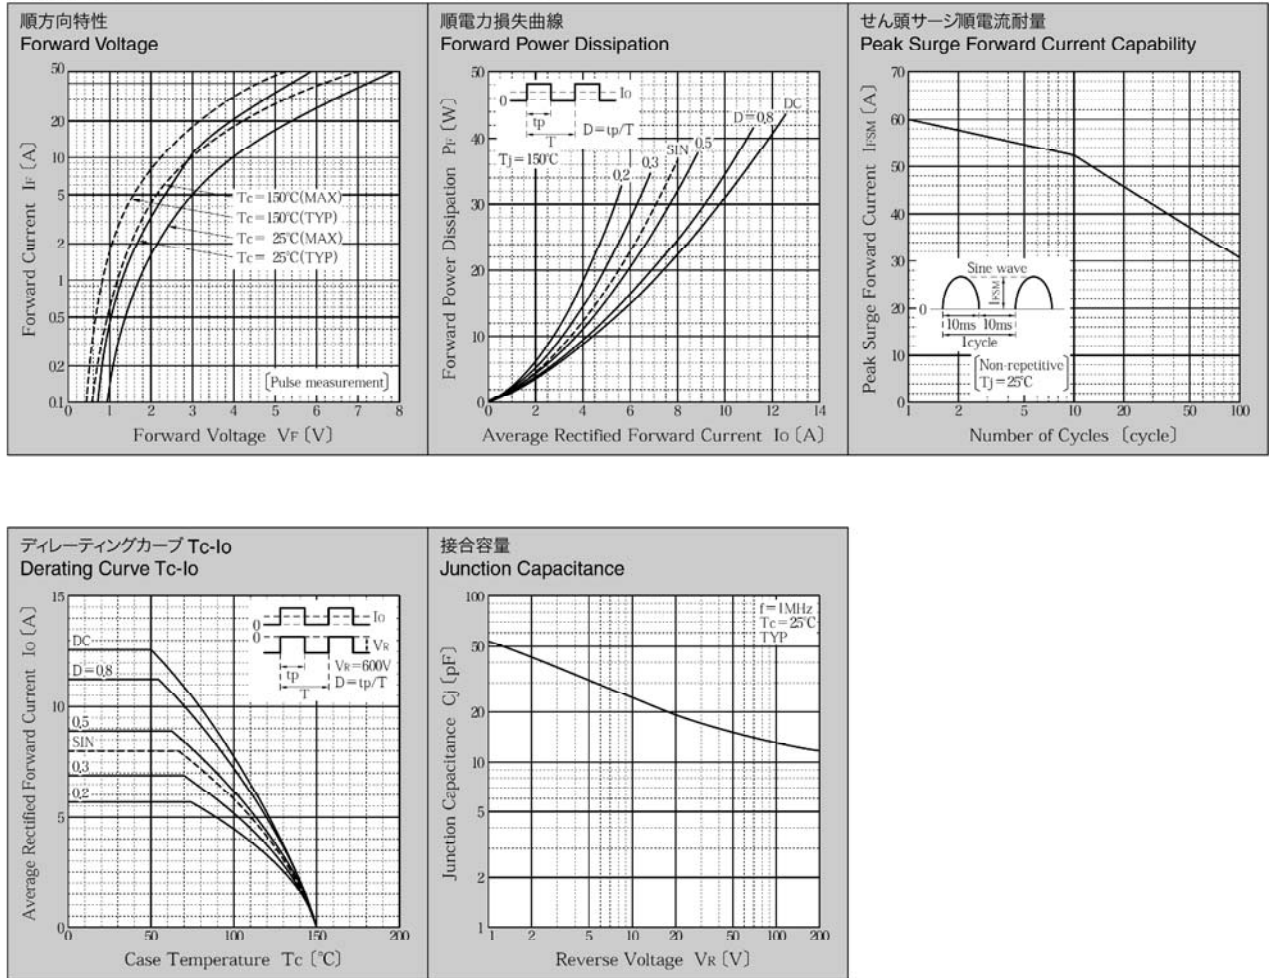 順方向特性
Forward Voltage
50
20
10
5
2
1
0.5
0.2
0.1
Forward Current IF〔A〕
Tc=150℃(MAX)
Tc=150℃(TYP)
Tc= 25℃(MAX)
Tc= 25℃(TYP)
〔Pulse measurement〕
0 1 2 3 4 5 6 7 8
Forward Voltage VF〔V〕
順電力損失曲線
Forward Power Dissipation
50
40
30
20
10
0
Forward Power Dissipation PF〔W〕
0
Io
tp
T
D=tp/T
Tj=150℃
0.2
0.3
SIN
0.5
D=0.8
DC
0 2 4 6 8 10 12 14
Average Rectified Forward Current Io〔A〕
せん頭サージ順電流耐量
Peak Surge Forward Current Capability
70
60
50
40
30
20
10
0
Peak Surge Forward Current IFSM〔A〕
Sine wave
0
IFSM
10ms 10ms
1cycle
Non-repetitive
Tj=25℃
1 2 5 10 20 50 100
Number of Cycles〔cycle〕
ディレーティングカーブ Tc-Io
Derating Curve Tc-Io
15
10
5
0
Average Rectified Forward Current Io〔A〕
DC
D=0.8
0.5
SIN
0.3
0.2
0
Io
0
VR
tp
T
VR=600V
D=tp/T
0 50 100 150 200
Case Temperature Tc〔℃〕
接合容量
Junction Capacitance
100
50
20
10
5
2
1
Junction Capacitance Cj〔pF〕
f=1MHz
Tc=25℃
TYP
1 2 5 10 20 50 100 200
Reverse Voltage VR〔V〕